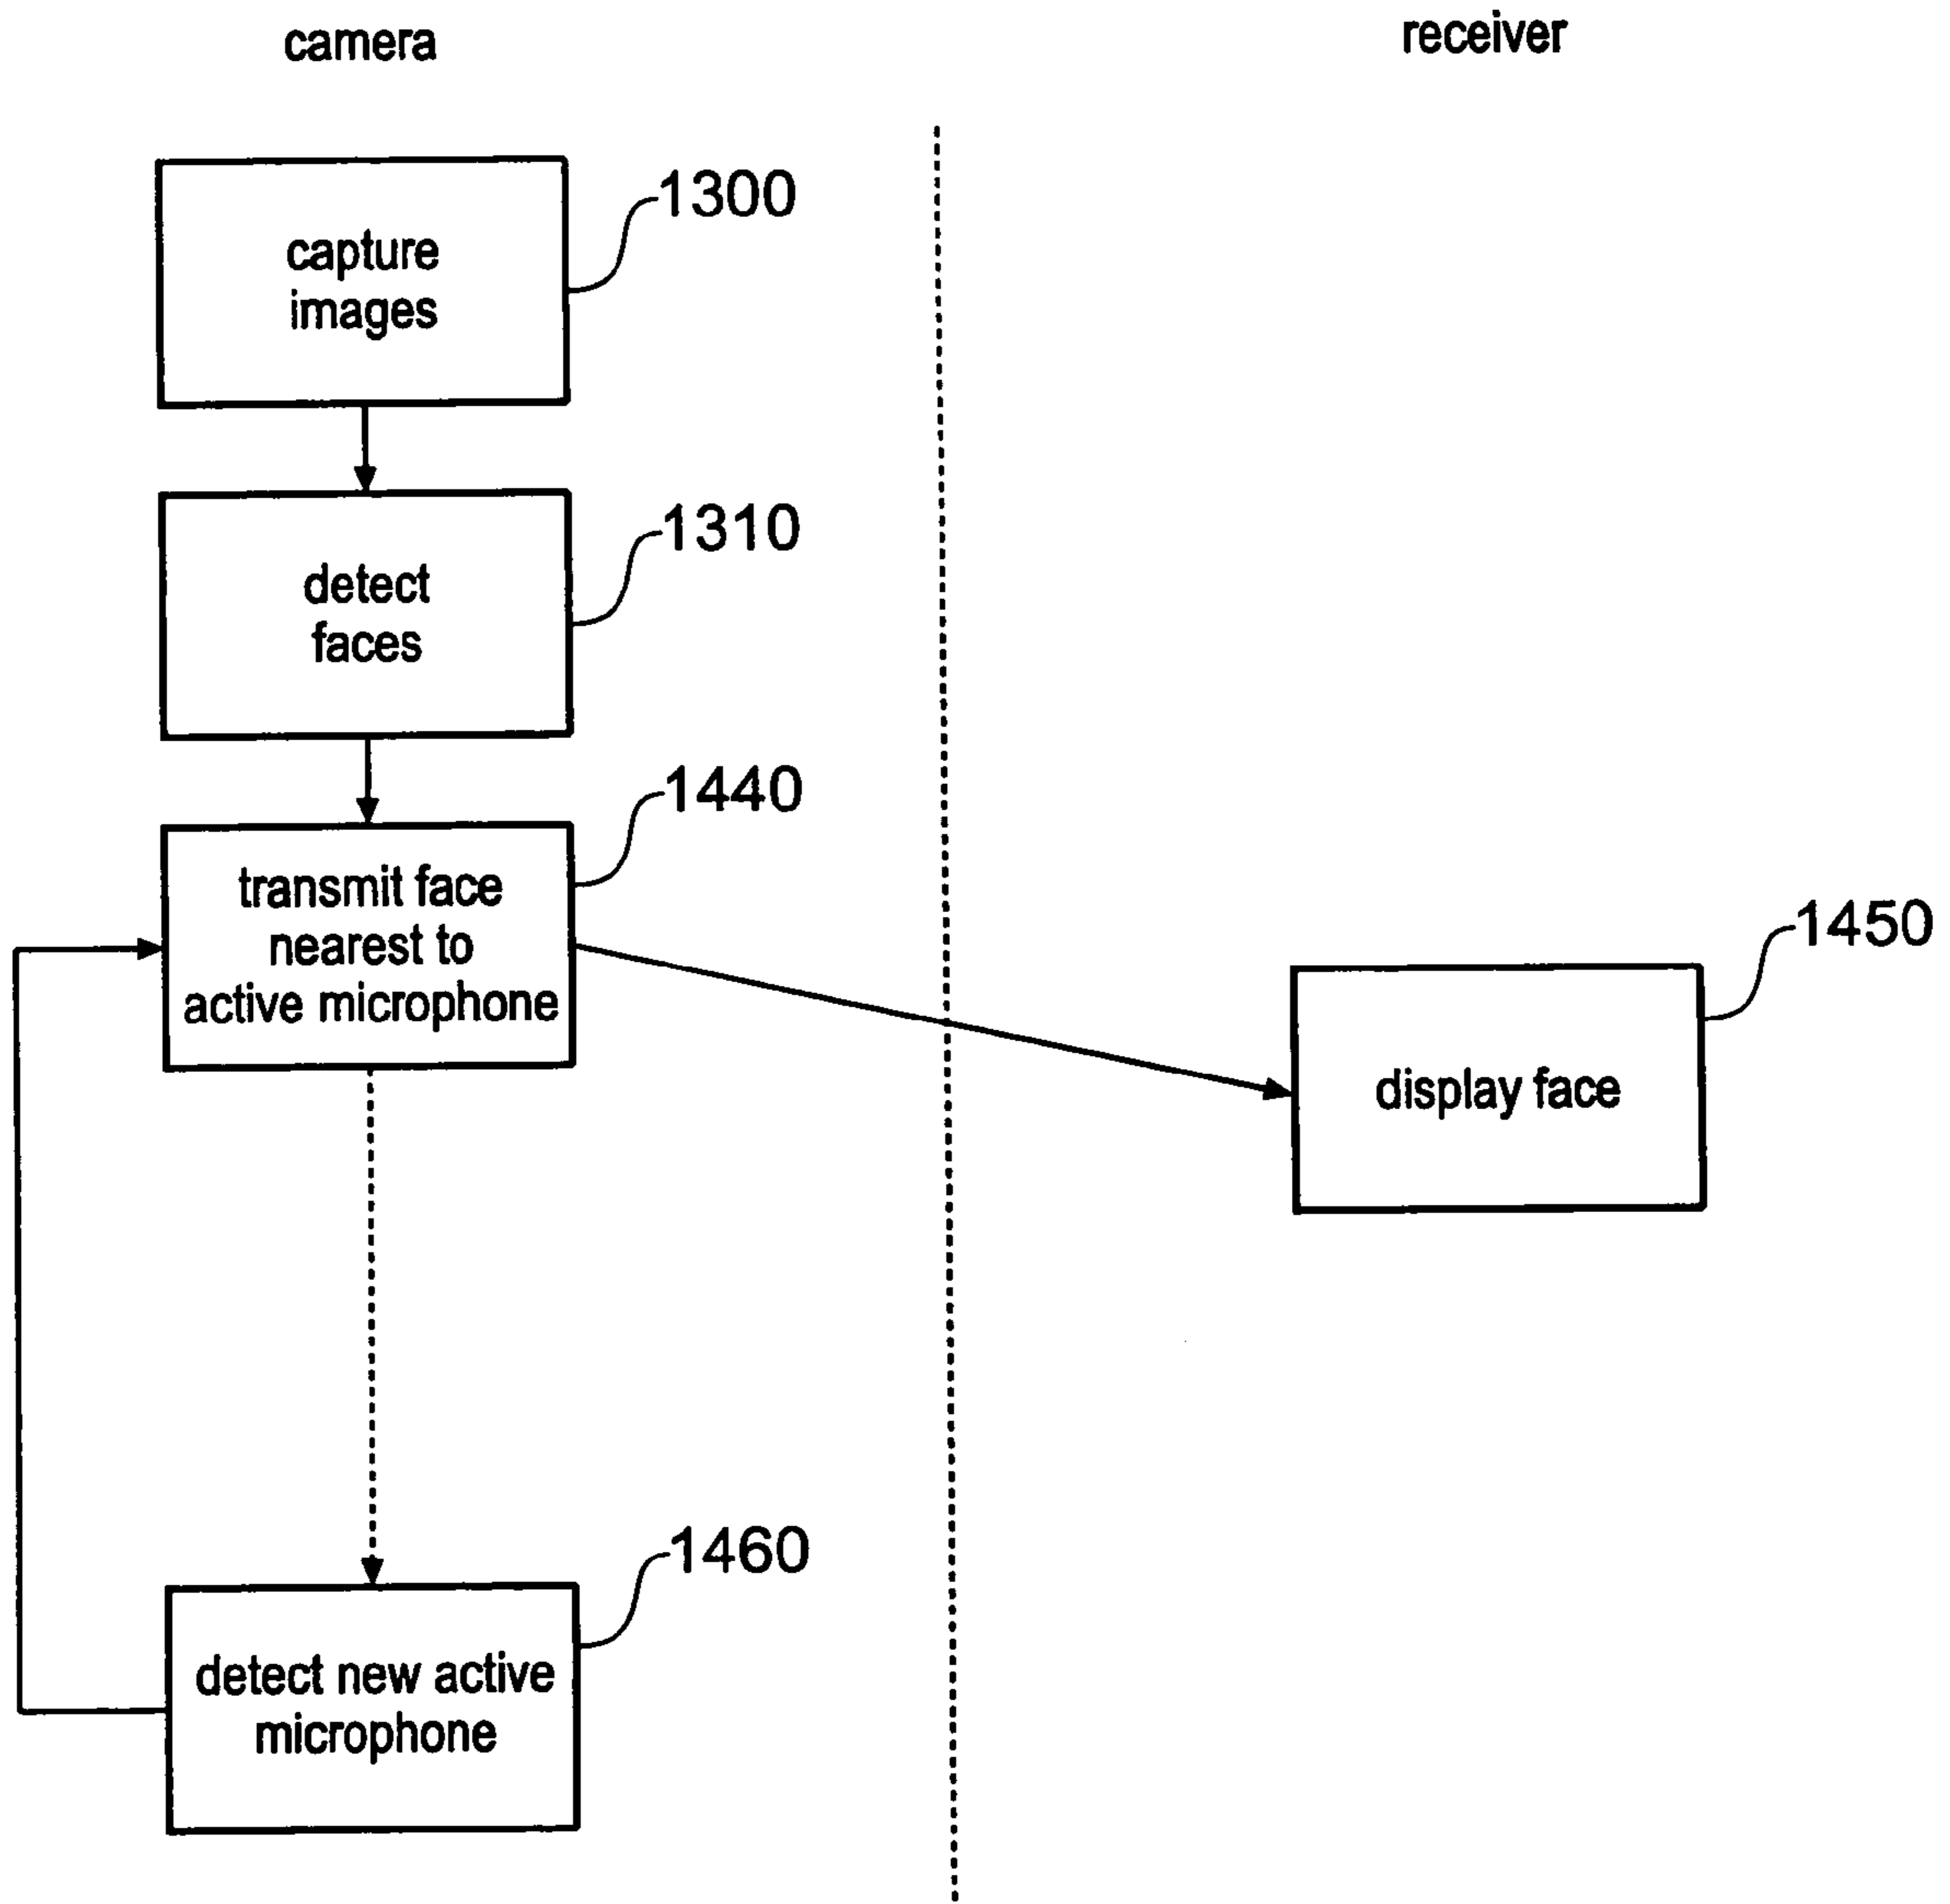 camera
receiver
1300
capture
images
1310
detect
faces
1440
transmit face
nearest to
active microphone
1450
display face
1460
detect new active
microphone